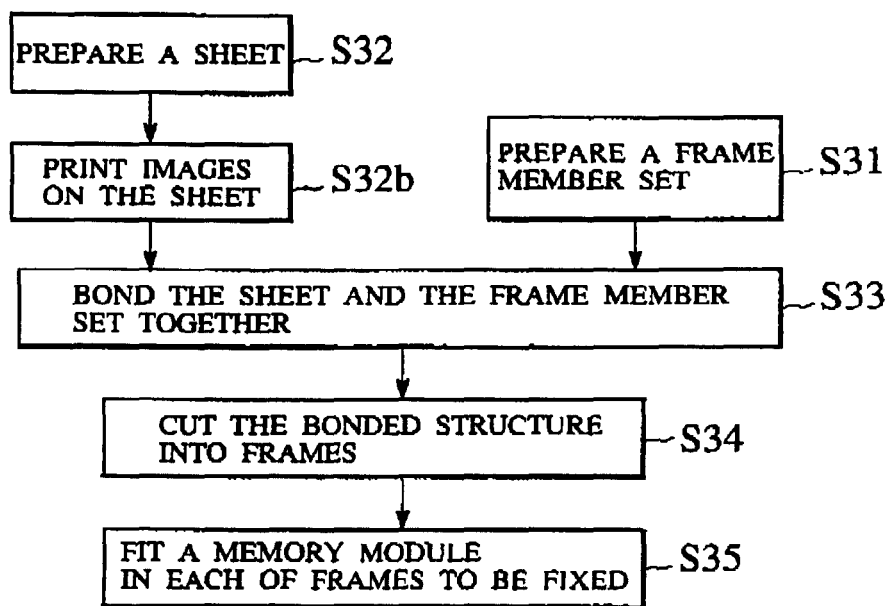 PREPARE A SHEET
S32
PRINT IMAGES
ON THE SHEET
S32b
PREPARE A FRAME
MEMBER SET
S31
BOND THE SHEET AND THE FRAME MEMBER
SET TOGETHER
S33
CUT THE BONDED STRUCTURE
INTO FRAMES
S34
FIT A MEMORY MODULE
IN EACH OF FRAMES TO BE FIXED
S35